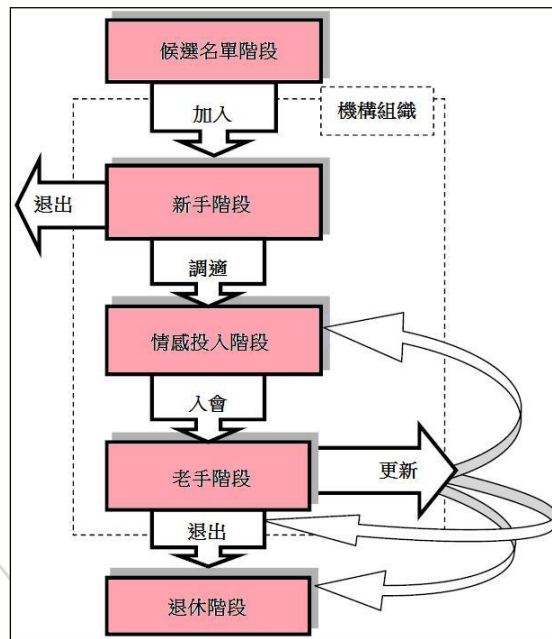 候選名單階段
加入
機構組織
退出
新手階段
調適
情感投入階段
入會
老手階段
更新
退出
退休階段